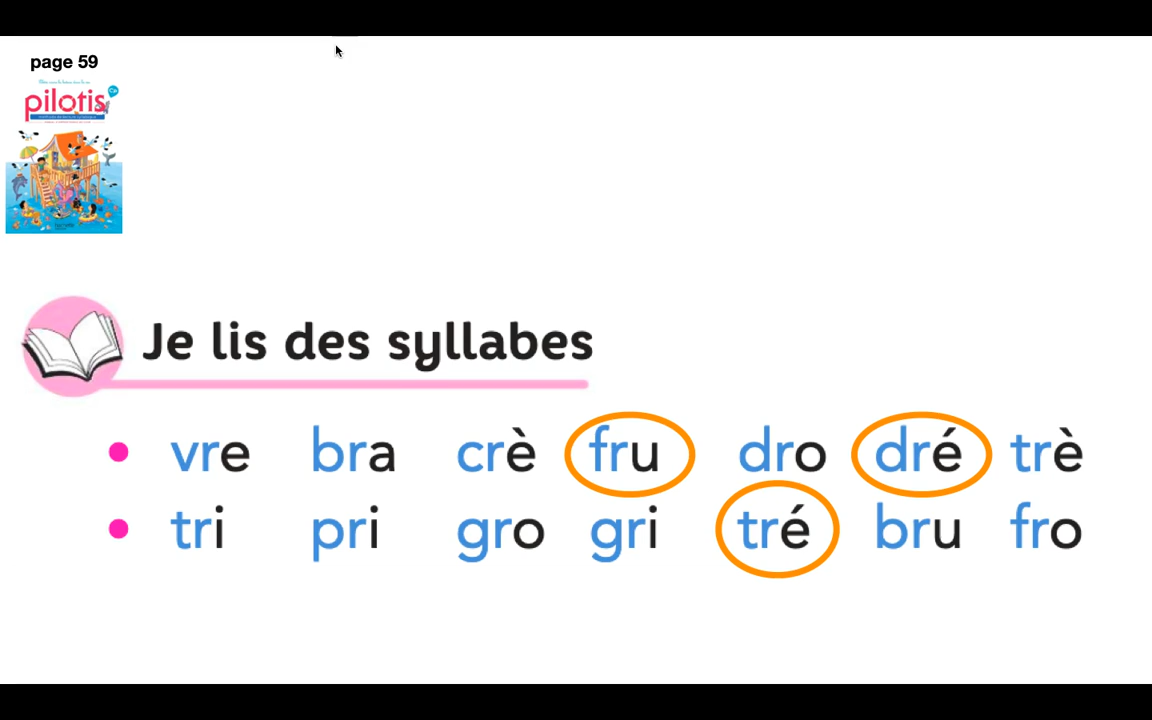 page 59
pilotis
Je lis des syllabes
• vre bra crè fru dro dré trè
• tri pri gro gri tré bru fro